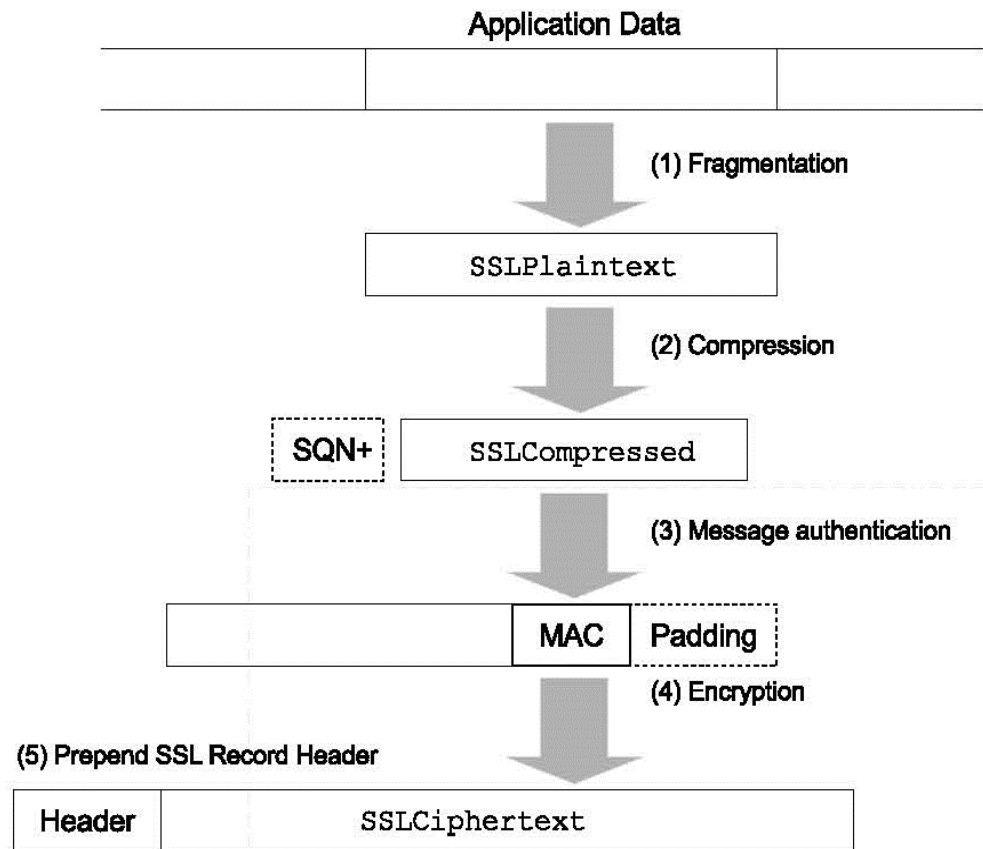 Application Data
(1) Fragmentation
SSLPlaintext
(2) Compression
SQN+ SSLCompressed
(3) Message authentication
MAC Padding
(4) Encryption
(5) Prepend SSL Record Header
Header SSLCiphertext